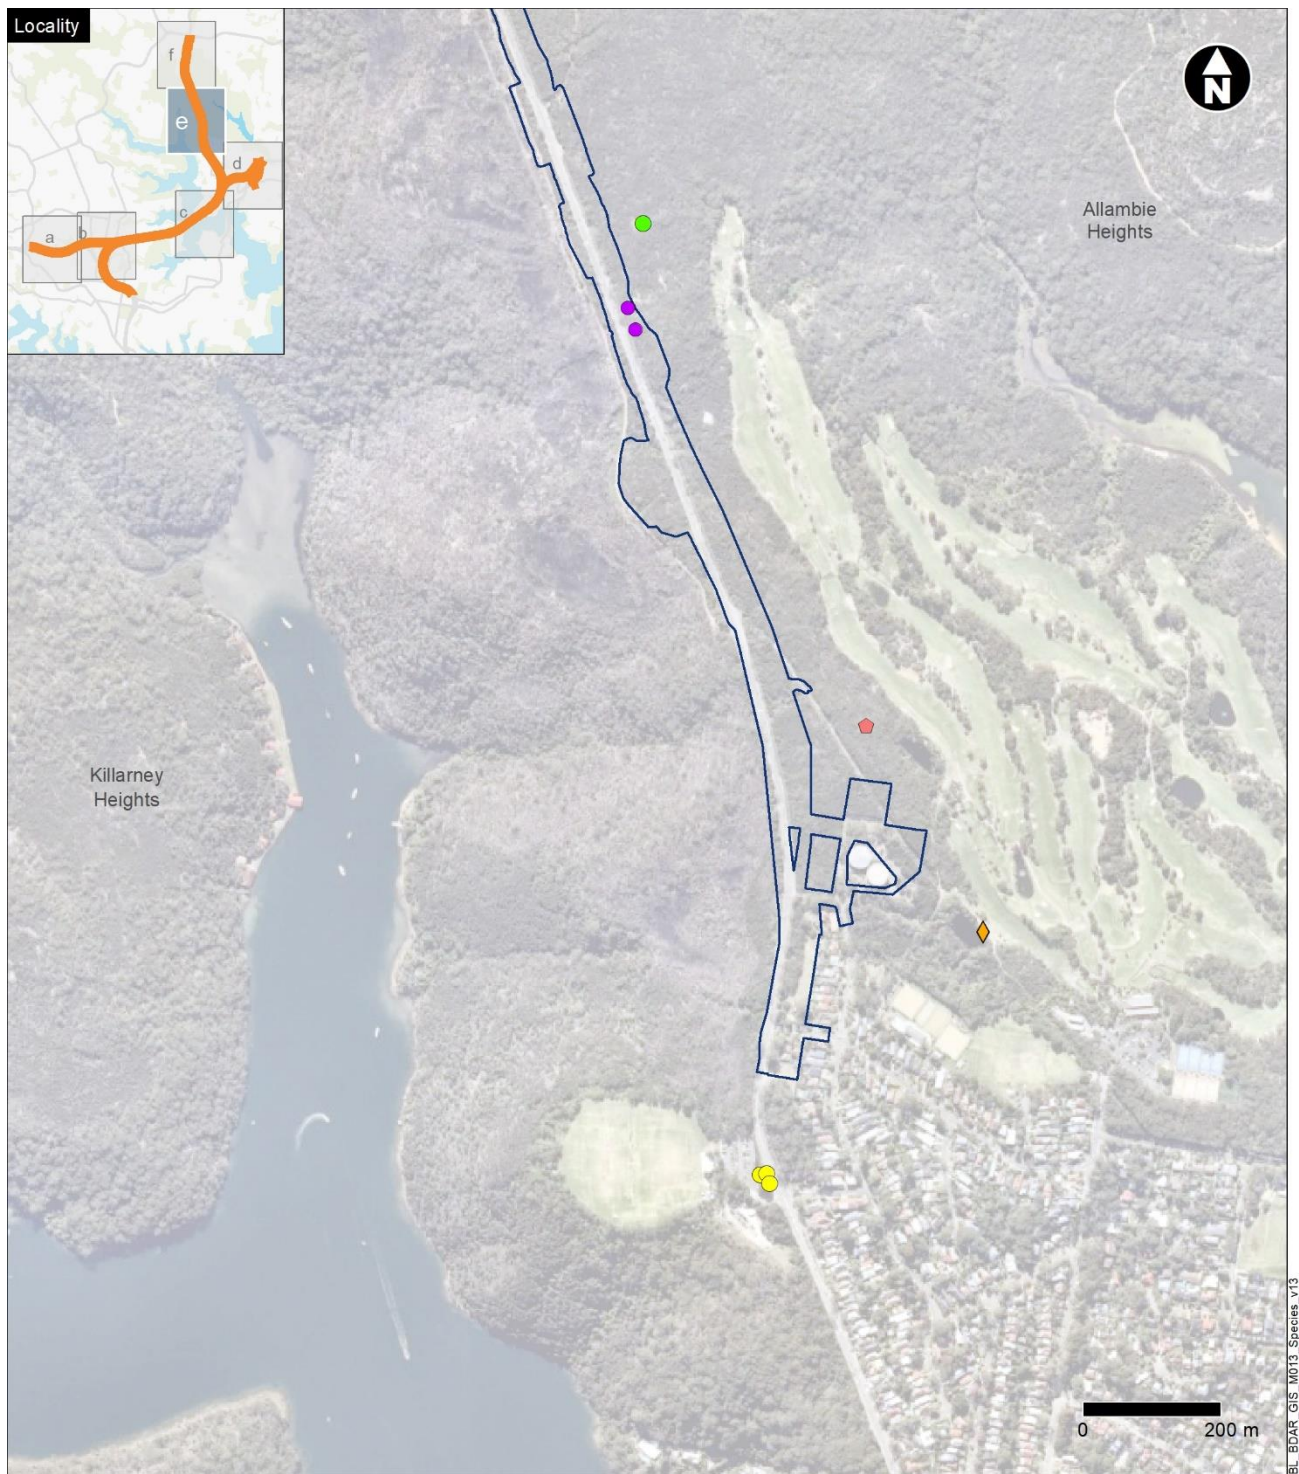 Locality
f
e
d
c
a
b
N
Allambie
Heights
Killarney
Heights
0
200 m
BL_BDAR_GIS_M013_Species_v13